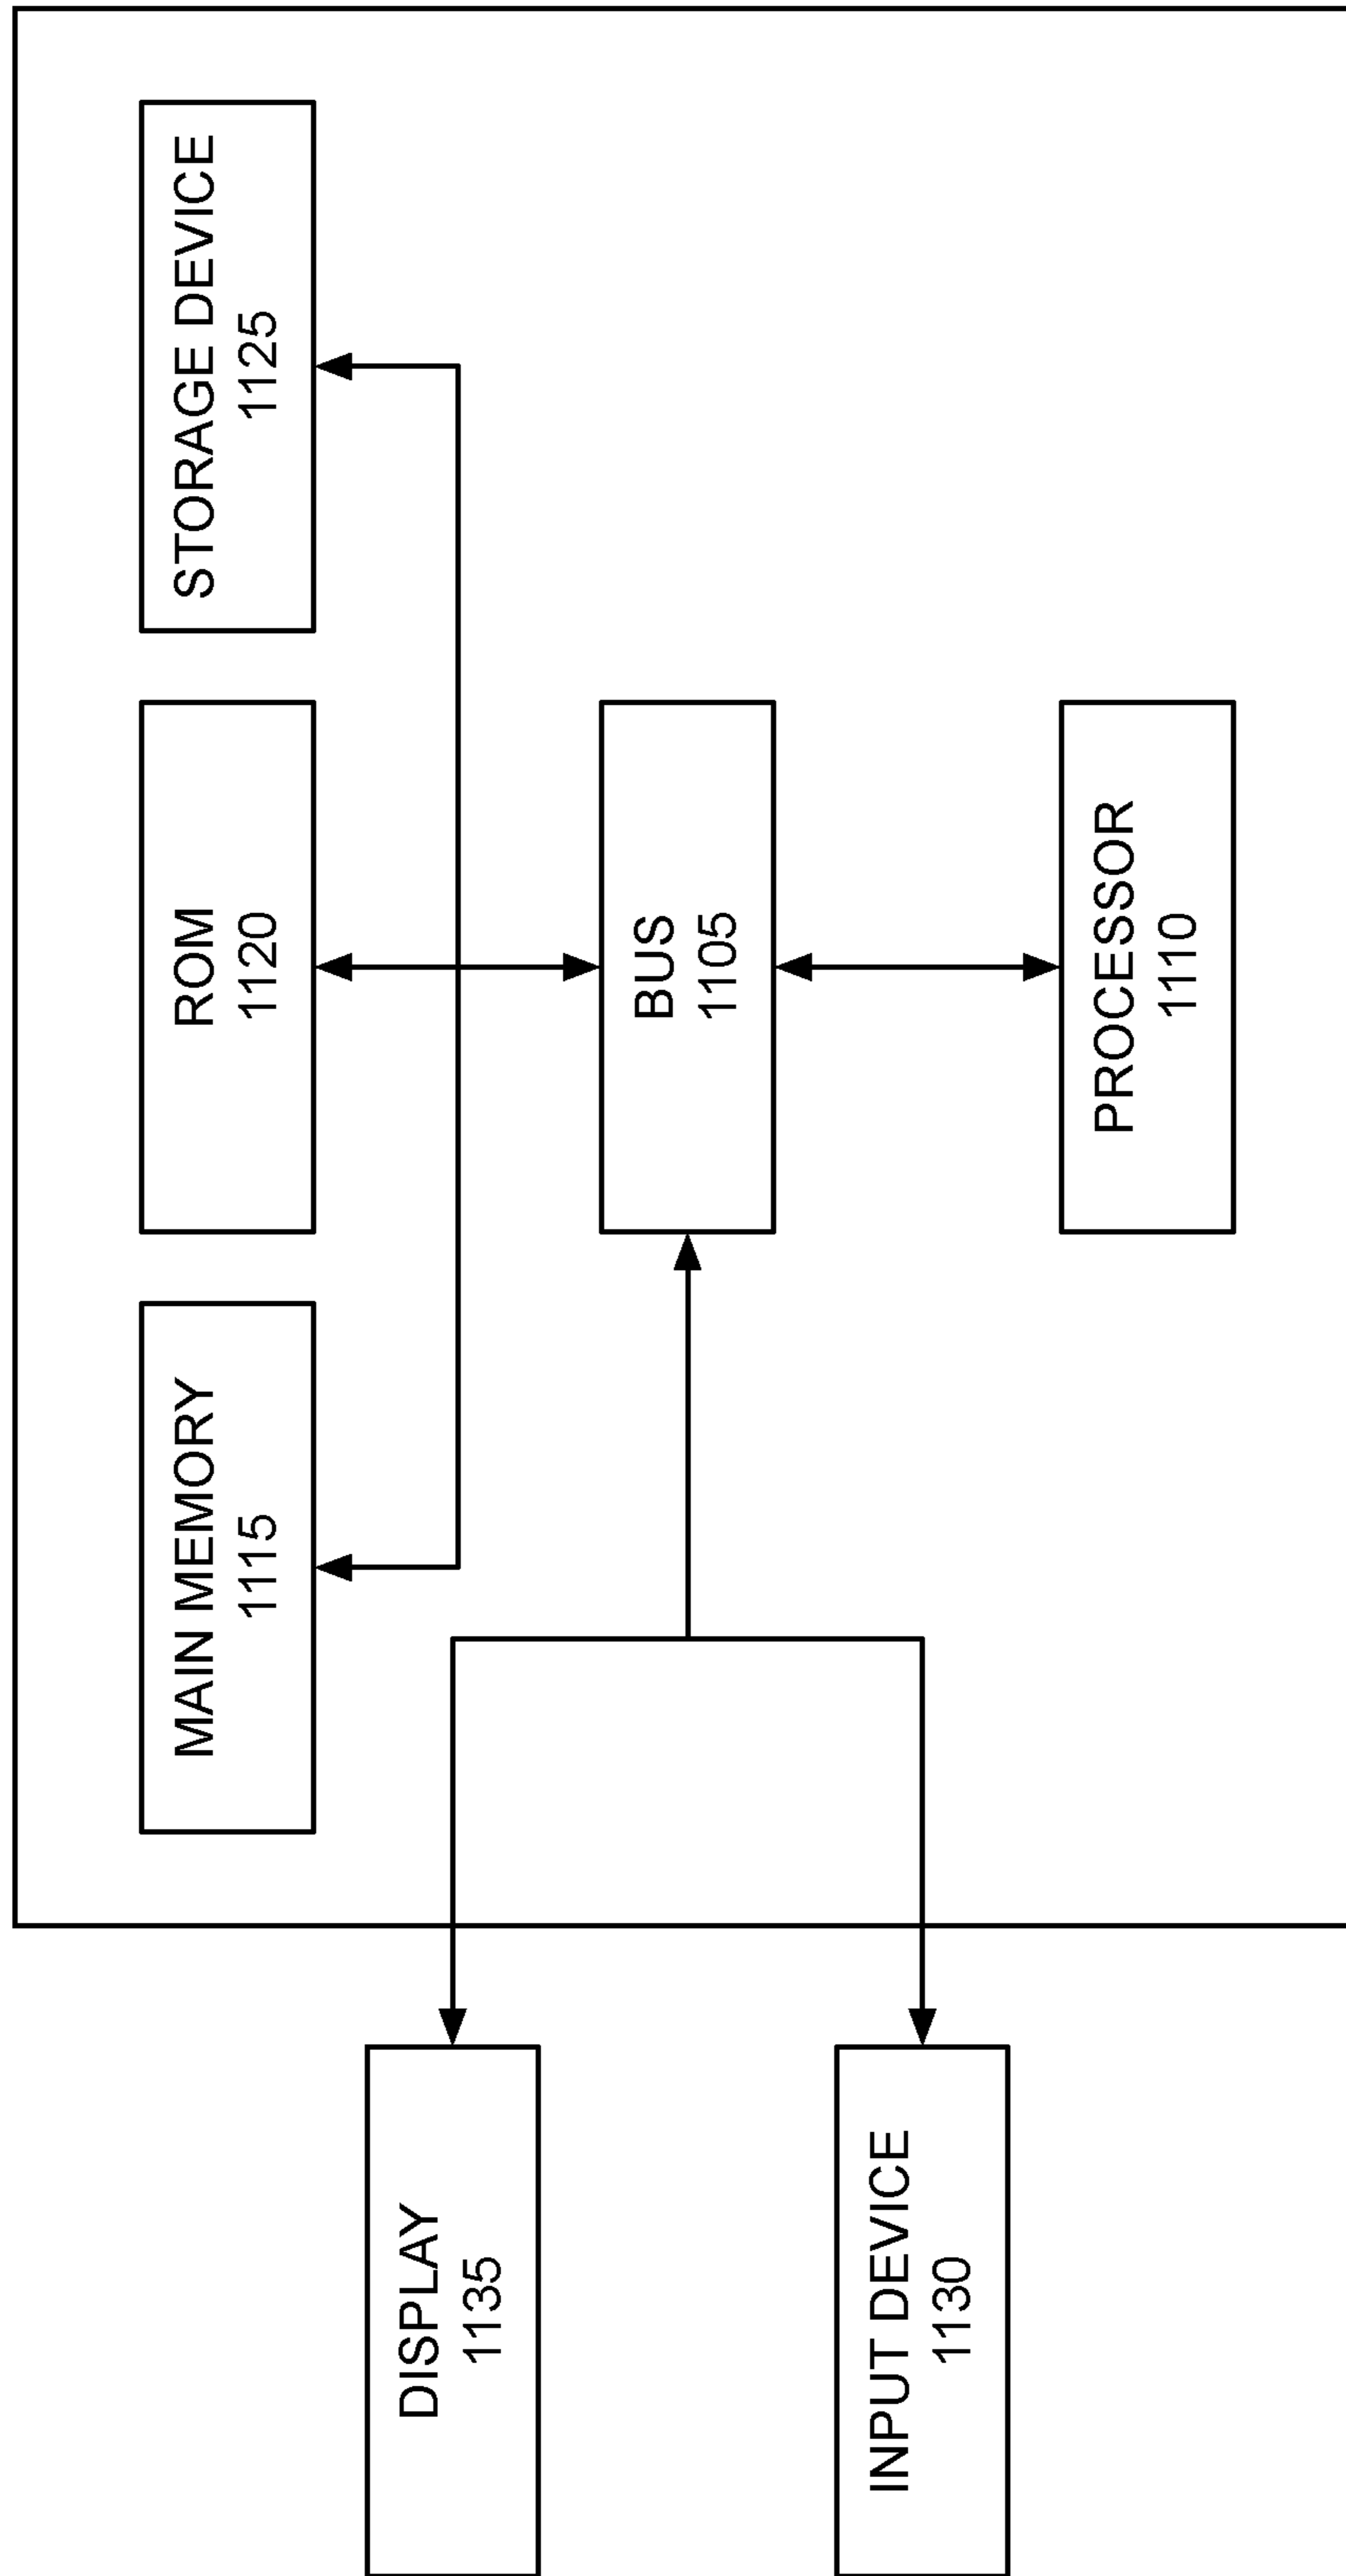 MAIN MEMORY
1115
ROM
1120
STORAGE DEVICE
1125
DISPLAY
1135
BUS
1105
INPUT DEVICE
1130
PROCESSOR
1110